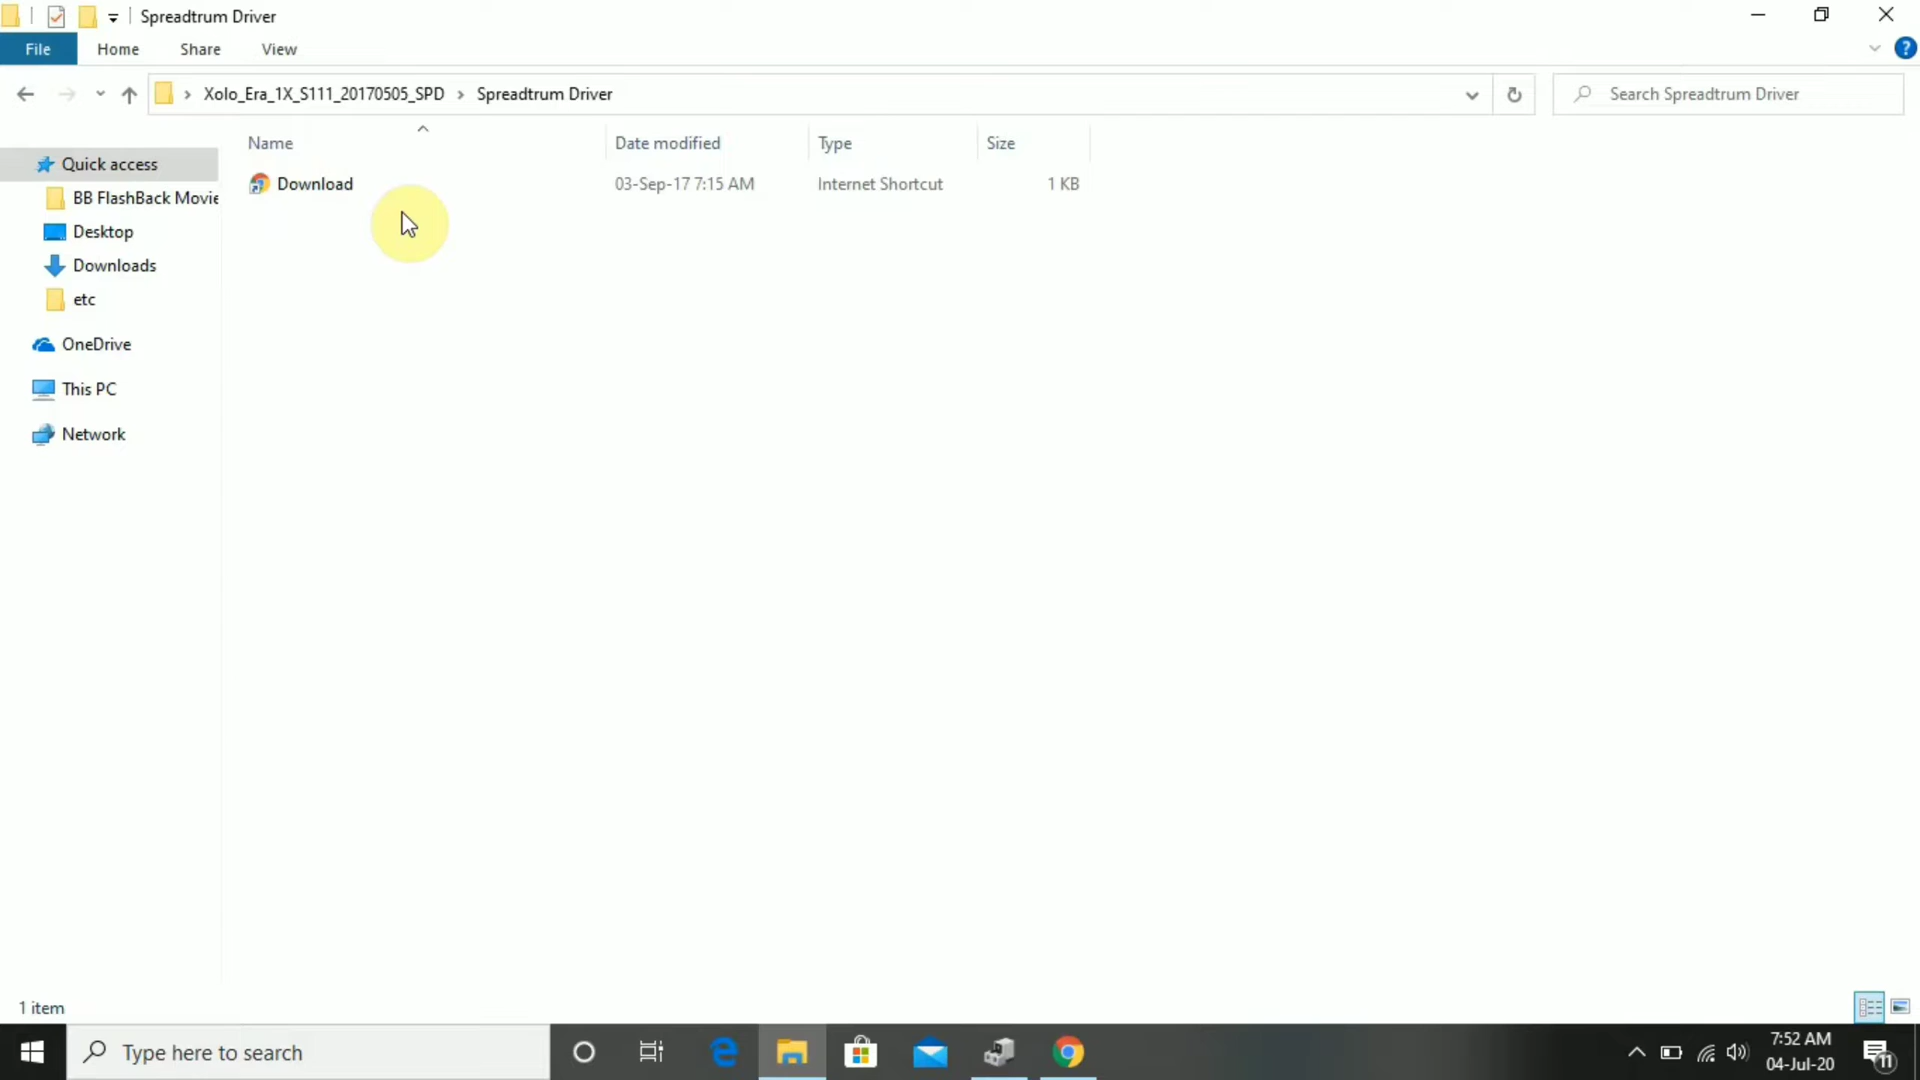 Spreadtrum Driver
File Home Share View
?
Xolo_Era_1X_S111_20170505_SPD > Spreadtrum Driver
Search Spreadtrum Driver
Name Date modified Type Size
Download 03-Sep-17 7:15 AM Internet Shortcut 1 KB
Quick access
BB FlashBack Movie
Desktop
Downloads
etc
OneDrive
This PC
Network
1 item
Type here to search
7:52 AM
04-Jul-20
11